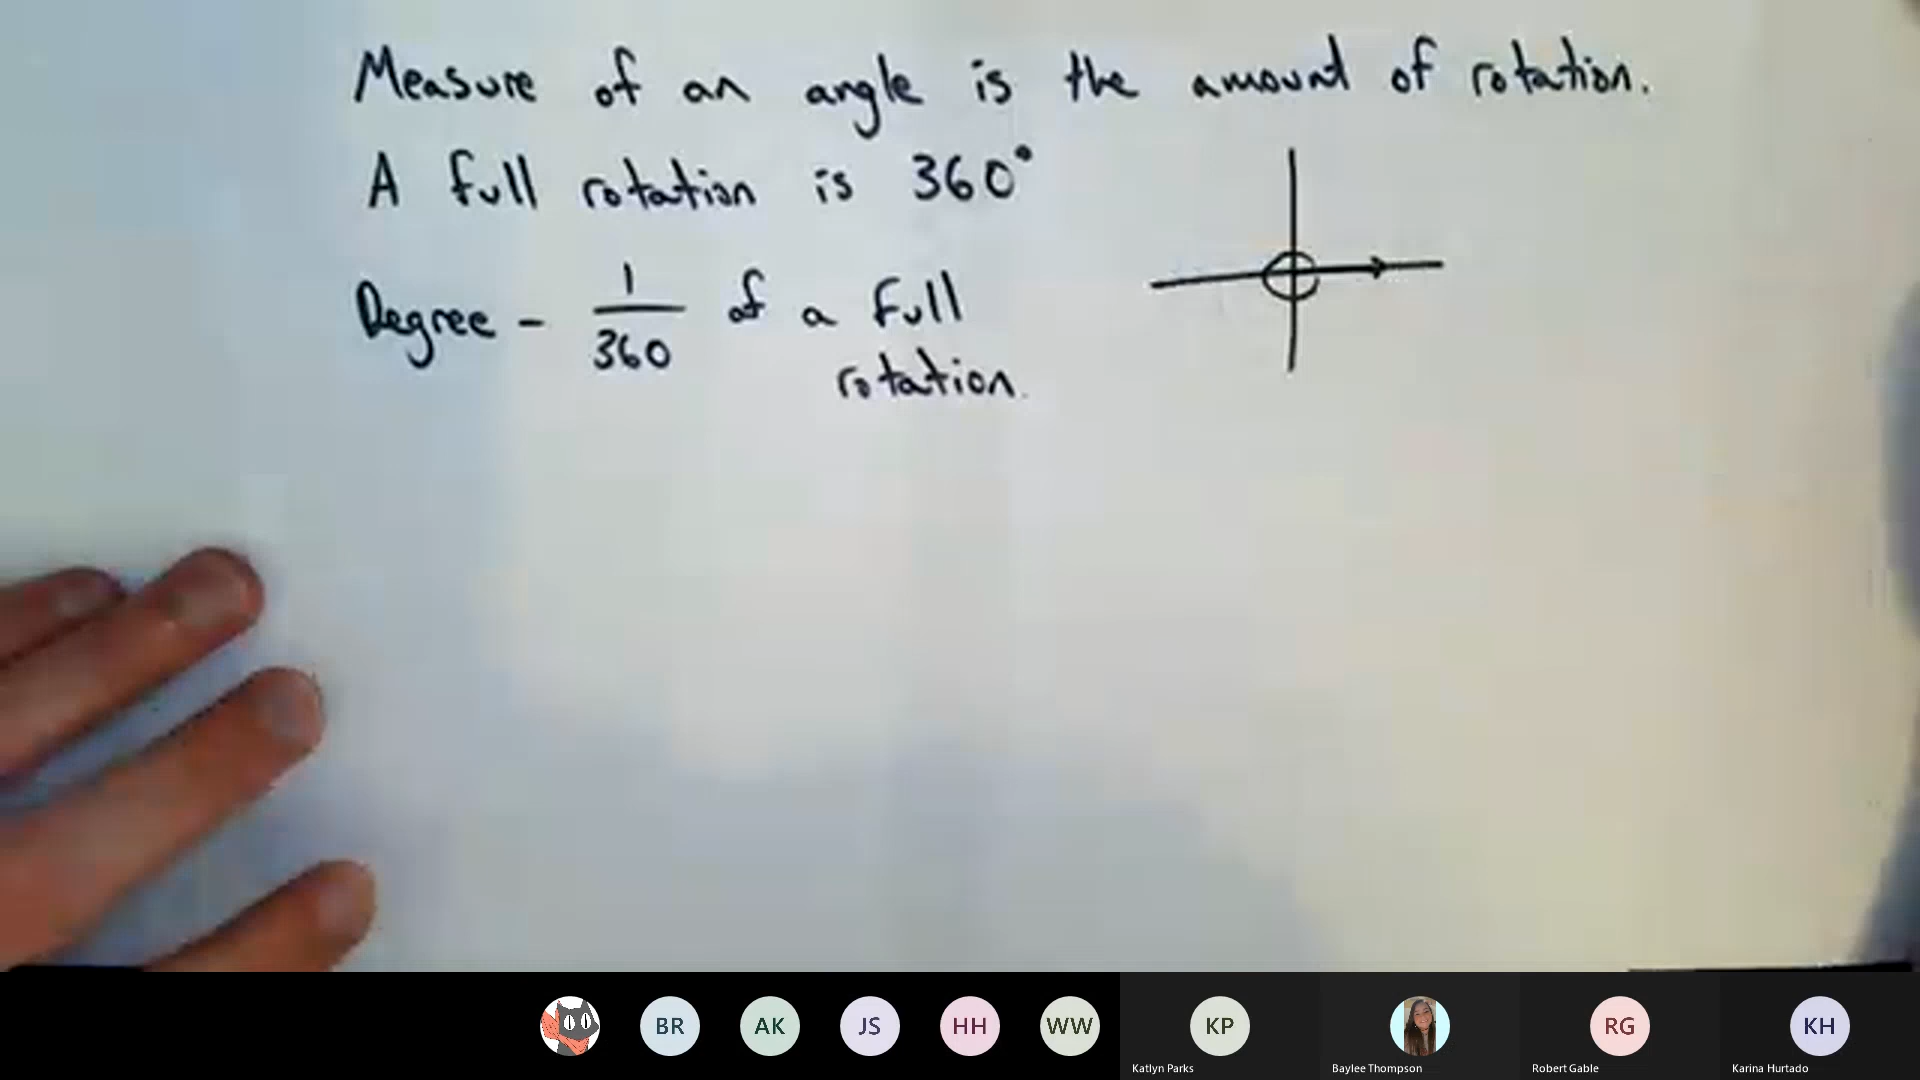 Measure of an angle is the amount of rotation.
A full rotation is 360°
Degree - 1/360 of a full
rotation.
BR AK JS HH WW KP RG KH
Katlyn Parks Baylee Thompson Robert Gable Karina Hurtado